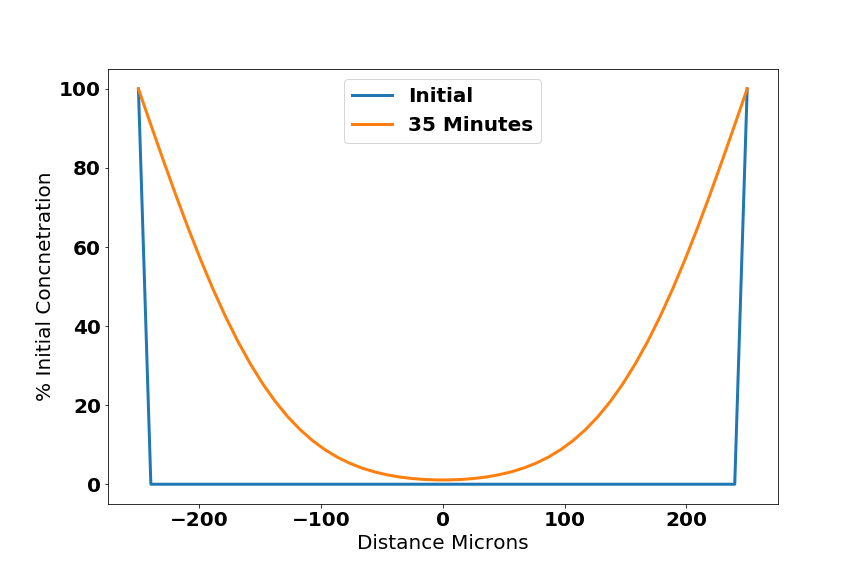 Initial
35 Minutes
% Initial Concnetration
100
80
60
40
20
0
−200
−100
0
100
200
Distance Microns